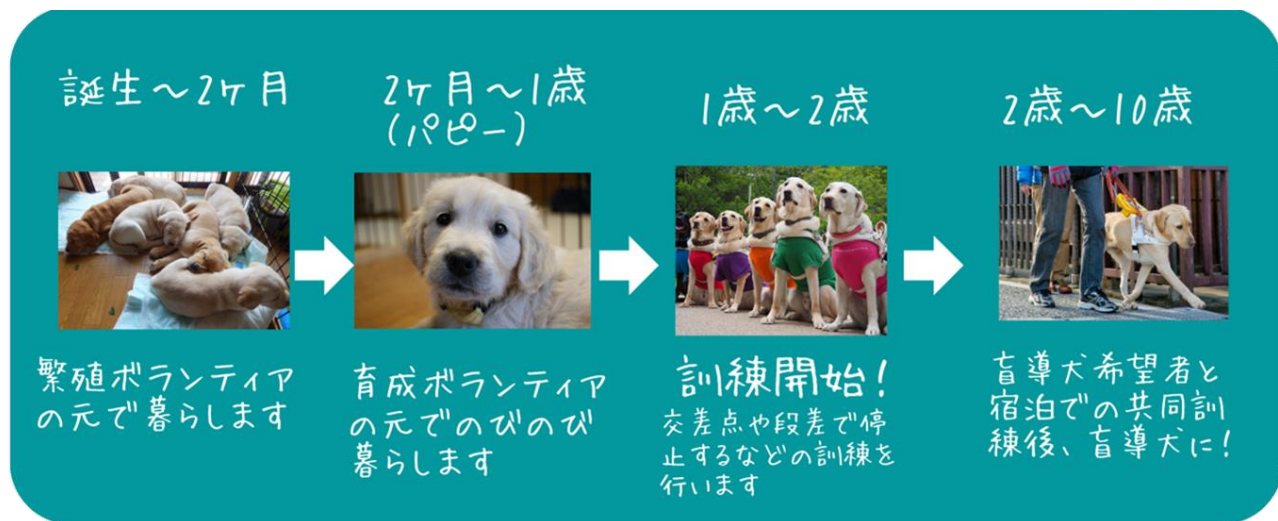 誕生〜2ヶ月
繁殖ボランティア
の元で暮らします
2ヶ月〜1歳
(パピー)
育成ボランティア
の元でのびのび
暮らします
1歳〜2歳
訓練開始!
交差点や段差で停
止するなどの訓練を
行います
2歳〜10歳
盲導犬希望者と
宿泊での共同訓
練後、盲導犬に!